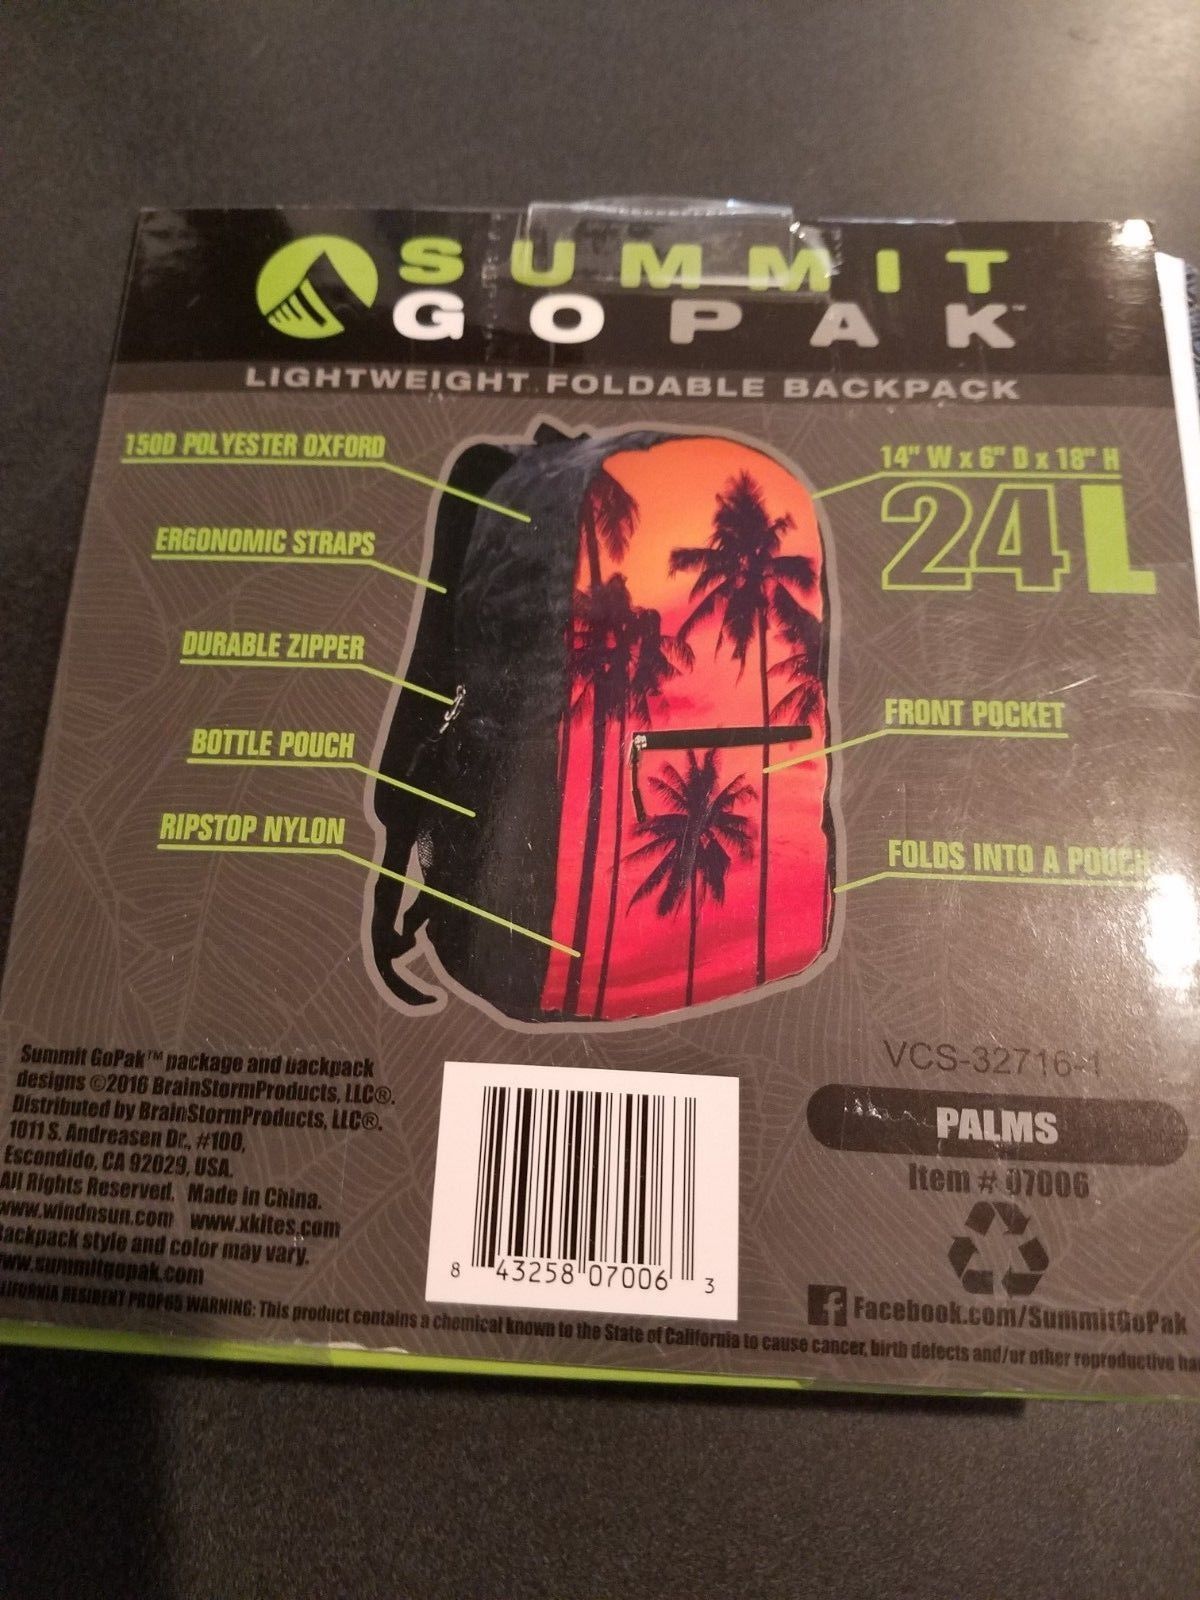 SUMMIT
GOPAK™
LIGHTWEIGHT FOLDABLE BACKPACK
150D POLYESTER OXFORD
ERGONOMIC STRAPS
DURABLE ZIPPER
BOTTLE POUCH
RIPSTOP NYLON
14" W x 6" D x 18" H
24L
FRONT POCKET
FOLDS INTO A POUCH
Summit GoPak™ package and backpack
designs ©2016 BrainStormProducts, LLC®.
Distributed by BrainStormProducts, LLC®.
1011 S. Andreasen Dr., #100,
Escondido, CA 92029, USA.
All Rights Reserved. Made in China.
www.windnsun.com www.xkites.com
Backpack style and color may vary.
www.summitgopak.com
8 43258 07006 3
VCS-32716-1
PALMS
Item # 07006
Facebook.com/SummitGoPak
CALIFORNIA RESIDENT PROP65 WARNING: This product contains a chemical known to the State of California to cause cancer, birth defects and/or other reproductive